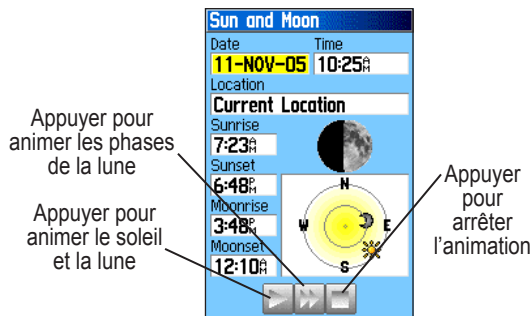 Sun and Moon
Date Time
11-NOV-05 10:25AM
Location
Current Location
Sunrise
7:23AM
Sunset
6:48PM
Moonrise
3:48PM
Moonset
12:10AM
N
W E
S
Appuyer pour
animer les phases
de la lune
Appuyer pour
animer le soleil
et la lune
Appuyer
pour
arrêter
l'animation